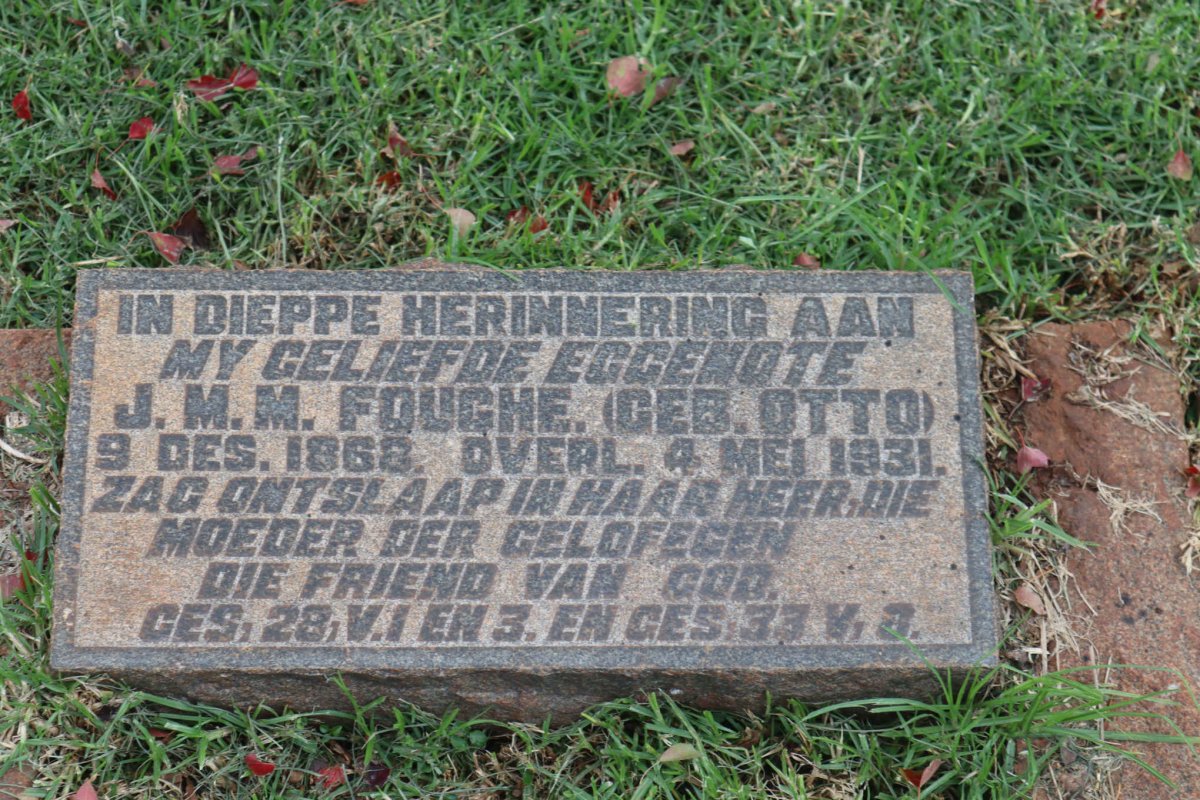 IN DIEPPE HERINNERING AAN
MY GELIEFDE EGGENOTE
J. M. M. FOUCHE. (GEB. OTTO)
9 DES. 1868. OVERL. 4 MEI 1931.
ZAG ONTSLAAP IN HAAR HEER, DIE
MOEDER DER GELOFEGEN
DIE FRIEND VAN GOD.
GES, 28, V. 1 EN 3. EN GES, 33 V, 3.